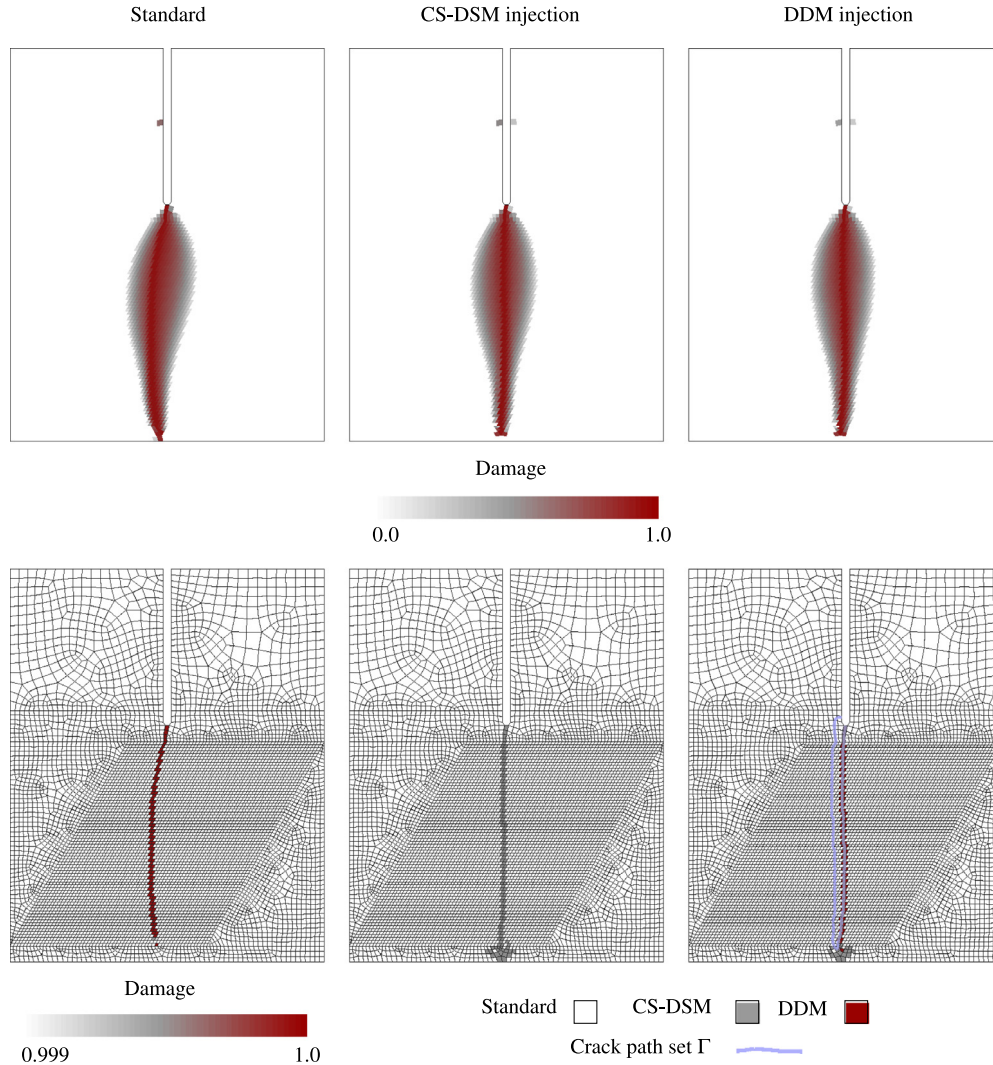 Standard CS-DSM injection DDM injection
Damage
0.0 1.0
Damage
0.999 1.0
Standard CS-DSM DDM
Crack path set Γ